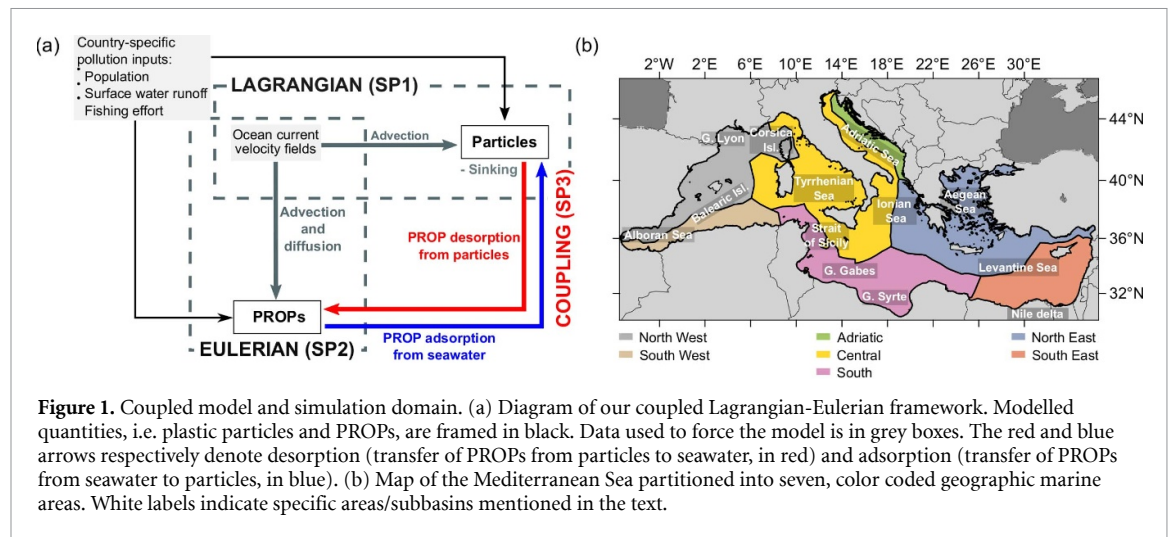 (a)
Country-specific
pollution inputs:
• Population
• Surface water runoff
Fishing effort
LAGRANGIAN (SP1)
Ocean current
velocity fields
Advection
Particles
- Sinking
Advection
and
diffusion
PROP desorption
from particles
COUPLING (SP3)
PROPs
PROP adsorption
from seawater
EULERIAN (SP2)
(b)
2°W 2°E 6°E 10°E 14°E 18°E 22°E 26°E 30°E
44°N
40°N
36°N
32°N
G. Lyon
Corsica
Isl.
Adriatic Sea
Balearic Isl.
Tyrrhenian
Sea
Ionian
Sea
Aegean
Sea
Alboran Sea
Strait
of Sicily
Levantine Sea
G. Gabes
G. Syrte
Nile delta
North West Adriatic North East
South West Central South East
South
Figure 1. Coupled model and simulation domain. (a) Diagram of our coupled Lagrangian-Eulerian framework. Modelled
quantities, i.e. plastic particles and PROPs, are framed in black. Data used to force the model is in grey boxes. The red and blue
arrows respectively denote desorption (transfer of PROPs from particles to seawater, in red) and adsorption (transfer of PROPs
from seawater to particles, in blue). (b) Map of the Mediterranean Sea partitioned into seven, color coded geographic marine
areas. White labels indicate specific areas/subbasins mentioned in the text.